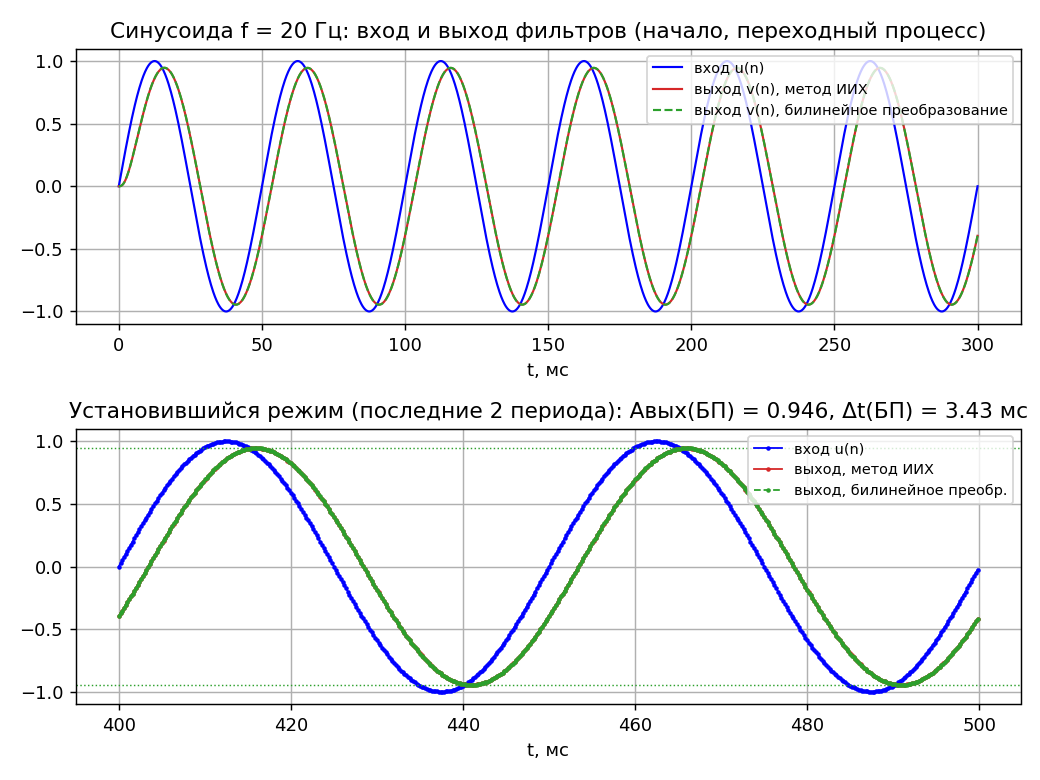 Синусоида f = 20 Гц: вход и выход фильтров (начало, переходный процесс)
1.0
0.5
0.0
−0.5
−1.0
вход u(n)
выход v(n), метод ИИХ
выход v(n), билинейное преобразование
0 50 100 150 200 250 300
t, мс
Установившийся режим (последние 2 периода): Aвых(БП) = 0.946, Δt(БП) = 3.43 мс
1.0
0.5
0.0
−0.5
−1.0
вход u(n)
выход, метод ИИХ
выход, билинейное преобр.
400 420 440 460 480 500
t, мс